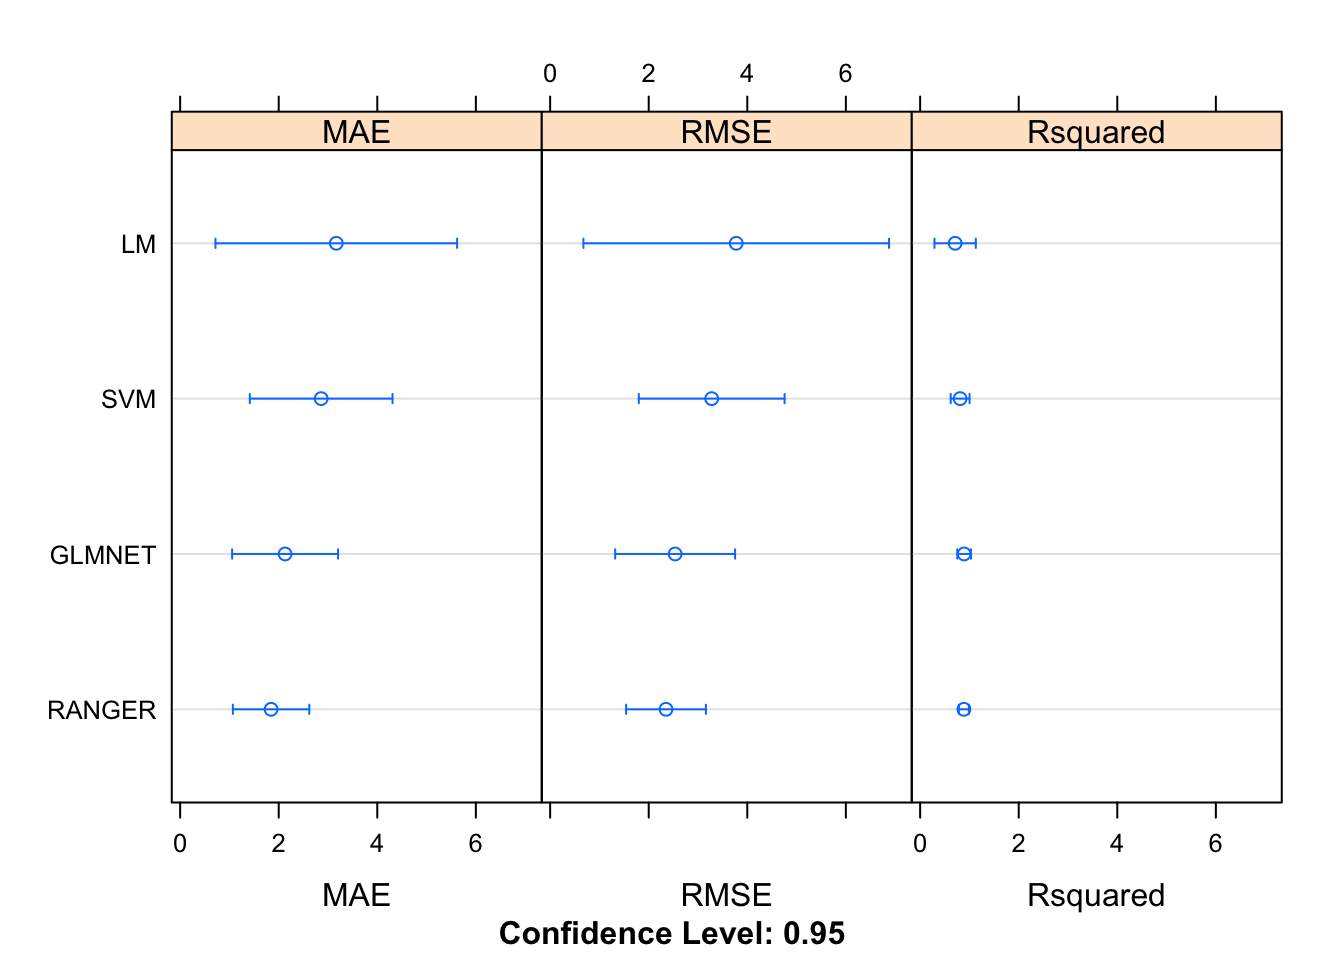 0 2 4 6
MAE RMSE Rsquared
LM
SVM
GLMNET
RANGER
0 2 4 6 0 2 4 6
MAE RMSE Rsquared
Confidence Level: 0.95